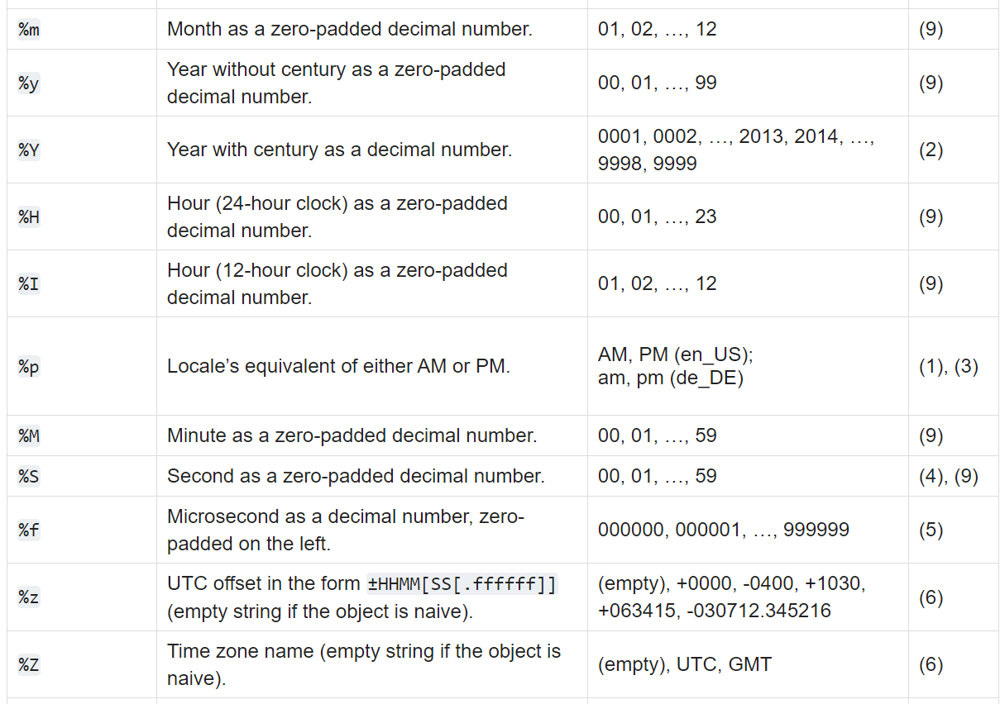 %m Month as a zero-padded decimal number. 01, 02, …, 12 (9)
%y Year without century as a zero-padded
decimal number. 00, 01, …, 99 (9)
%Y Year with century as a decimal number. 0001, 0002, …, 2013, 2014, …,
9998, 9999 (2)
%H Hour (24-hour clock) as a zero-padded
decimal number. 00, 01, …, 23 (9)
%I Hour (12-hour clock) as a zero-padded
decimal number. 01, 02, …, 12 (9)
%p Locale’s equivalent of either AM or PM. AM, PM (en_US);
am, pm (de_DE) (1), (3)
%M Minute as a zero-padded decimal number. 00, 01, …, 59 (9)
%S Second as a zero-padded decimal number. 00, 01, …, 59 (4), (9)
%f Microsecond as a decimal number, zero-
padded on the left. 000000, 000001, …, 999999 (5)
%z UTC offset in the form ±HHMM[SS[.ffffff]]
(empty string if the object is naive). (empty), +0000, -0400, +1030,
+063415, -030712.345216 (6)
%Z Time zone name (empty string if the object is
naive). (empty), UTC, GMT (6)